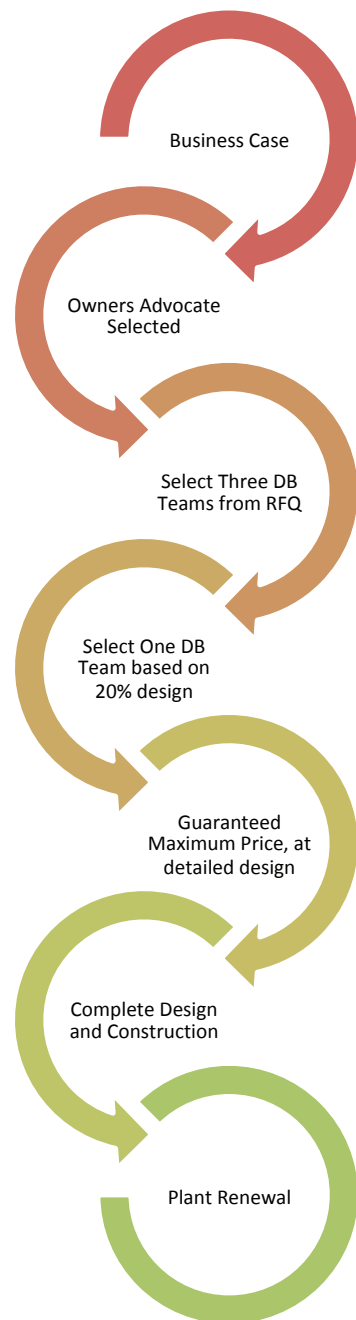 Business Case
Owners Advocate
Selected
Select Three DB
Teams from RFQ
Select One DB
Team based on
20% design
Guaranteed
Maximum Price, at
detailed design
Complete Design
and Construction
Plant Renewal